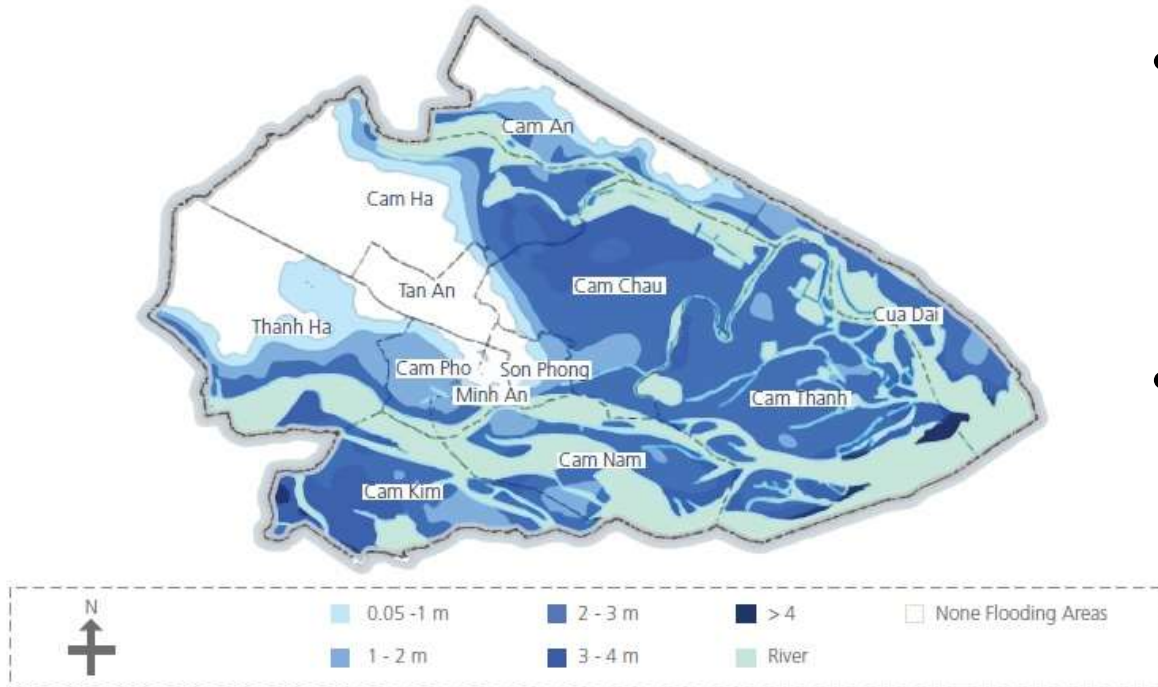 Cam An
Cam Ha
Tan An
Cam Chau
Cua Dai
Thanh Ha
Cam Pho
Son Phong
Minh An
Cam Thanh
Cam Nam
Cam Kim
N
0.05 -1 m
2 - 3 m
> 4
None Flooding Areas
1 - 2 m
3 - 4 m
River